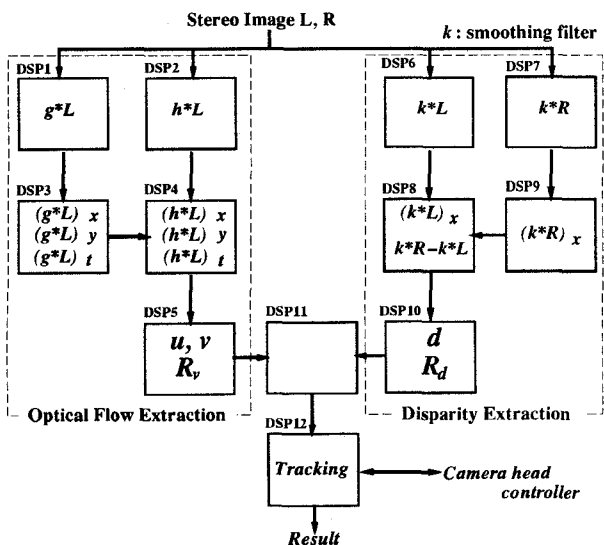 Stereo Image L, R
k : smoothing filter
DSP1
g*L
DSP2
h*L
DSP6
k*L
DSP7
k*R
DSP3
(g*L) x
(g*L) y
(g*L) t
DSP4
(h*L) x
(h*L) y
(h*L) t
DSP8
(k*L) x
k*R-k*L
DSP9
(k*R) x
DSP5
u, v
Rv
DSP11
DSP10
d
Rd
Optical Flow Extraction
Disparity Extraction
DSP12
Tracking
Camera head
controller
Result